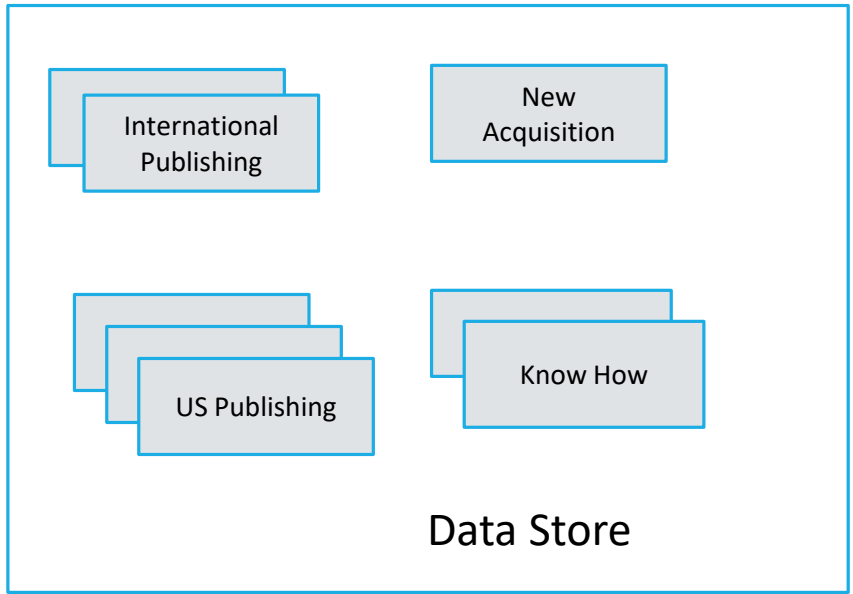 International
Publishing
New
Acquisition
US Publishing
Know How
Data Store